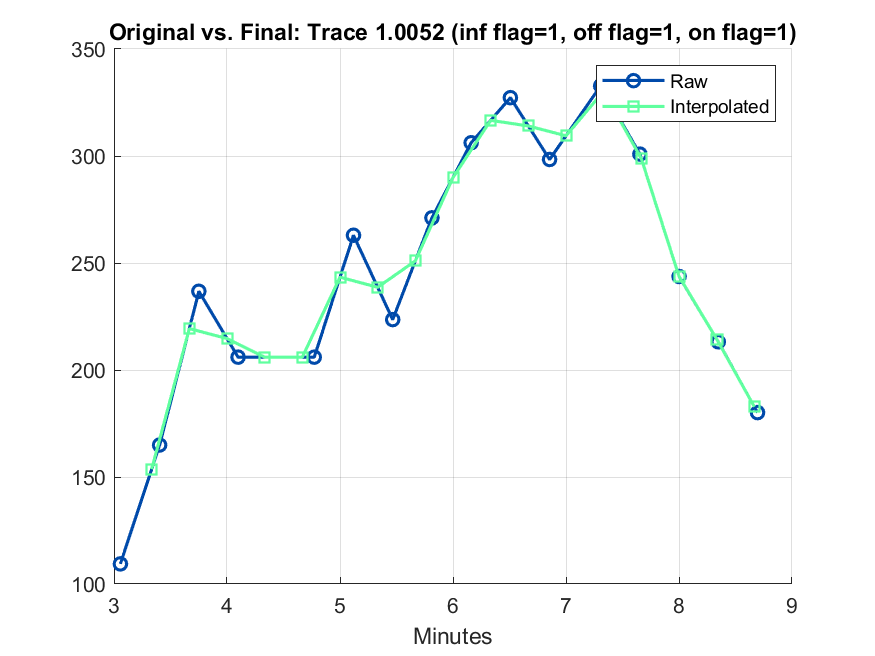 Original vs. Final: Trace 1.0052 (inf flag=1, off flag=1, on flag=1)
350
300
250
200
150
100
Raw
Interpolated
3 4 5 6 7 8 9
Minutes